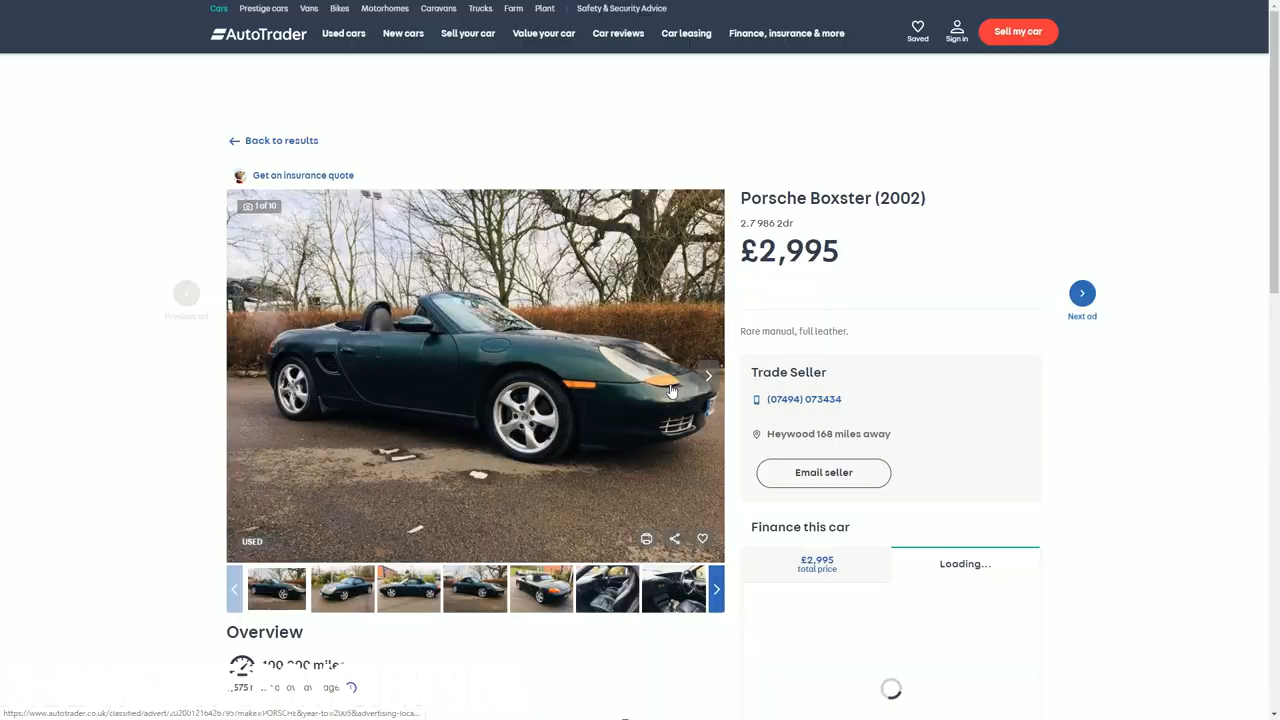 Cars Prestige cars Vans Bikes Motorhomes Caravans Trucks Farm Plant Safety & Security Advice
AutoTrader Used cars New cars Sell your car Value your car Car reviews Car leasing Finance, insurance & more Saved Sign in Sell my car
Back to results
Get an insurance quote
1 of 10
Porsche Boxster (2002)
2.7 986 2dr
£2,995
Previous ad
Next ad
Rare manual, full leather.
Trade Seller
(07494) 073434
Heywood 168 miles away
Email seller
USED
Finance this car
£2,995
total price
Loading...
Overview
miles